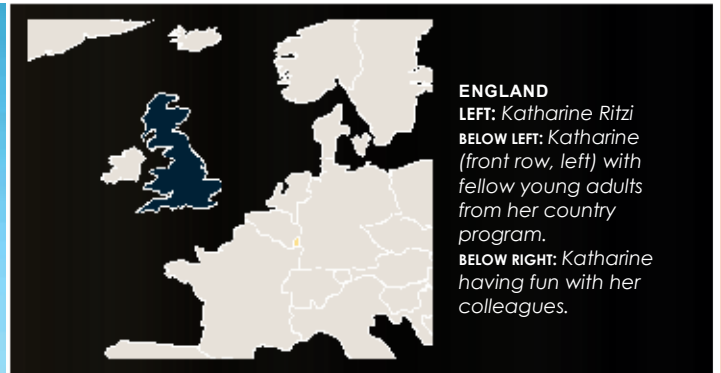 ENGLAND
LEFT: Katharine Ritzi
BELOW LEFT: Katharine
(front row, left) with
fellow young adults
from her country
program.
BELOW RIGHT: Katharine
having fun with her
colleagues.